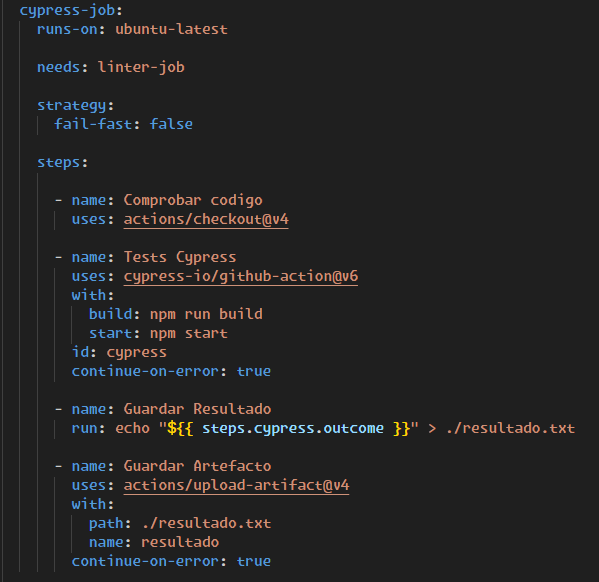 cypress-job:
runs-on: ubuntu-latest
needs: linter-job
strategy:
fail-fast: false
steps:
- name: Comprobar codigo
uses: actions/checkout@v4
- name: Tests Cypress
uses: cypress-io/github-action@v6
with:
build: npm run build
start: npm start
id: cypress
continue-on-error: true
- name: Guardar Resultado
run: echo "${{ steps.cypress.outcome }}" > ./resultado.txt
- name: Guardar Artefacto
uses: actions/upload-artifact@v4
with:
path: ./resultado.txt
name: resultado
continue-on-error: true